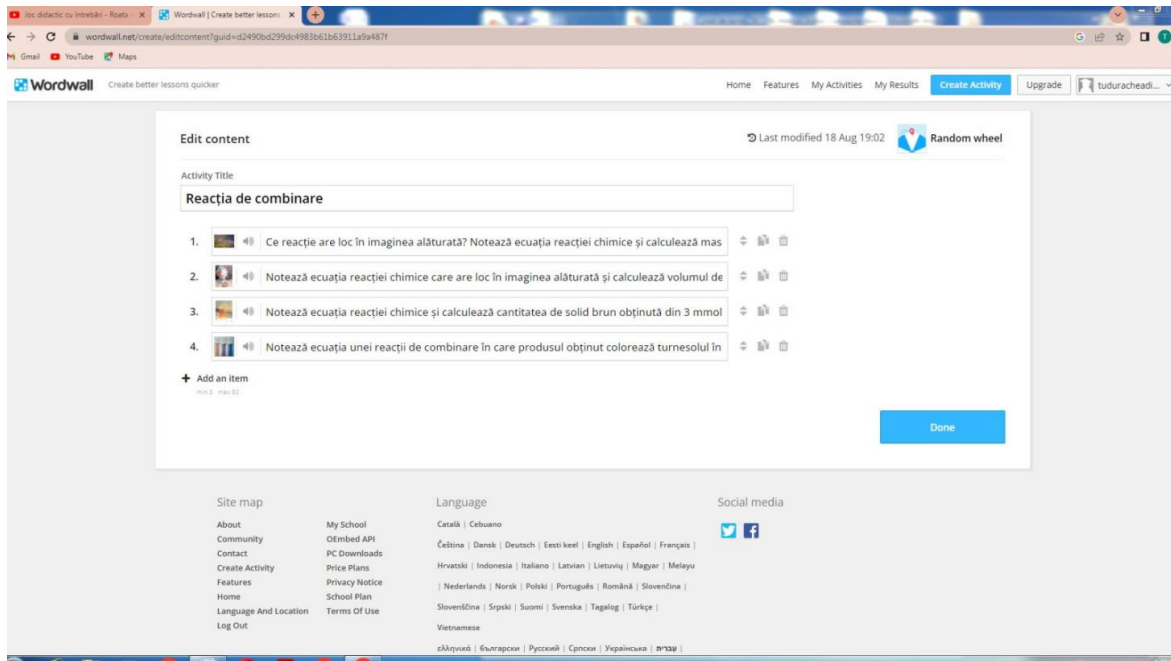 Joc didactic cu întrebări - Roata
Wordwall | Create better lessons
wordwall.net/create/editcontent?guid=d2490bd299dc4983b61b63911a9a487f
Gmail YouTube Maps
Wordwall Create better lessons quicker Home Features My Activities My Results Create Activity Upgrade tuduracheadi...
Edit content Last modified 18 Aug 19:02 Random wheel
Activity Title
Reacția de combinare
1. Ce reacție are loc în imaginea alăturată? Notează ecuația reacției chimice și calculează mas
2. Notează ecuația reacției chimice care are loc în imaginea alăturată și calculează volumul de
3. Notează ecuația reacției chimice și calculează cantitatea de solid brun obținută din 3 mmol
4. Notează ecuația unei reacții de combinare în care produsul obținut colorează turnesolul în
+ Add an item
Done
Site map
About
Community
Contact
Create Activity
Features
Home
Language And Location
Log Out
My School
OEmbed API
PC Downloads
Price Plans
Privacy Notice
School Plan
Terms Of Use
Language
Català | Cebuano
Čeština | Dansk | Deutsch | Eesti keel | English | Español | Français |
Hrvatski | Indonesia | Italiano | Latvian | Lietuvių | Magyar | Melayu
| Nederlands | Norsk | Polski | Português | Română | Slovenčina |
Slovenščina | Srpski | Suomi | Svenska | Tagalog | Türkçe |
Vietnamese
ελληνικά | български | Русский | Српски | Українська | עברית |
Social media